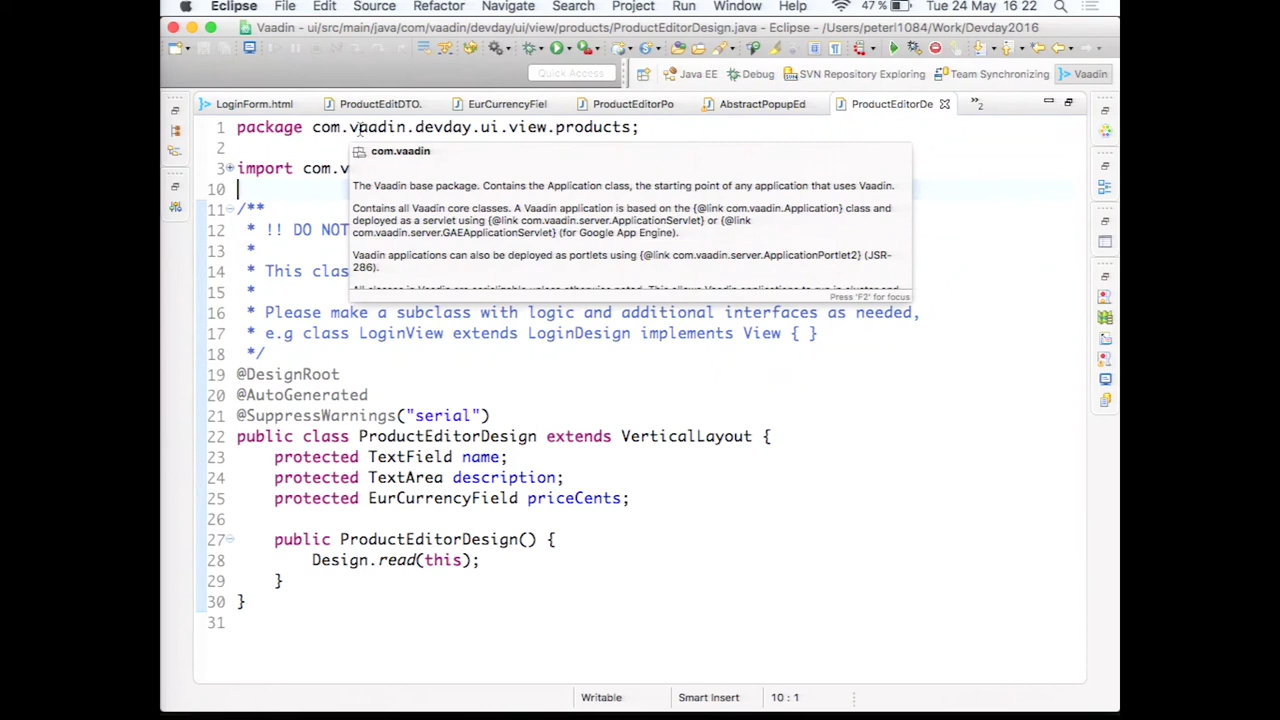 Eclipse File Edit Source Refactor Navigate Search Project Run Window Help 47% Tue 24 May 16 22
Vaadin - ui/src/main/java/com/vaadin/devday/ui/view/products/ProductEditorDesign.java - Eclipse - /Users/peterl1084/Work/Devday2016
Quick Access Java EE Debug SVN Repository Exploring Team Synchronizing Vaadin
LoginForm.html ProductEditDTO. EurCurrencyFiel ProductEditorPo AbstractPopupEd ProductEditorDe »2
1 package com.vaadin.devday.ui.view.products;
2
3 import com.v
10
11 /**
12 * !! DO NOT
13 *
14 * This clas
15 *
16 * Please make a subclass with logic and additional interfaces as needed,
17 * e.g class LoginView extends LoginDesign implements View { }
18 */
19 @DesignRoot
20 @AutoGenerated
21 @SuppressWarnings("serial")
22 public class ProductEditorDesign extends VerticalLayout {
23 protected TextField name;
24 protected TextArea description;
25 protected EurCurrencyField priceCents;
26
27 public ProductEditorDesign() {
28 Design.read(this);
29 }
30 }
31
com.vaadin
The Vaadin base package. Contains the Application class, the starting point of any application that uses Vaadin.
Contains all Vaadin core classes. A Vaadin application is based on the {@link com.vaadin.Application} class and
deployed as a servlet using {@link com.vaadin.server.ApplicationServlet} or {@link
com.vaadin.server.GAEApplicationServlet} (for Google App Engine).
Vaadin applications can also be deployed as portlets using {@link com.vaadin.server.ApplicationPortlet2} (JSR-
286).
Press 'F2' for focus
Writable Smart Insert 10 : 1